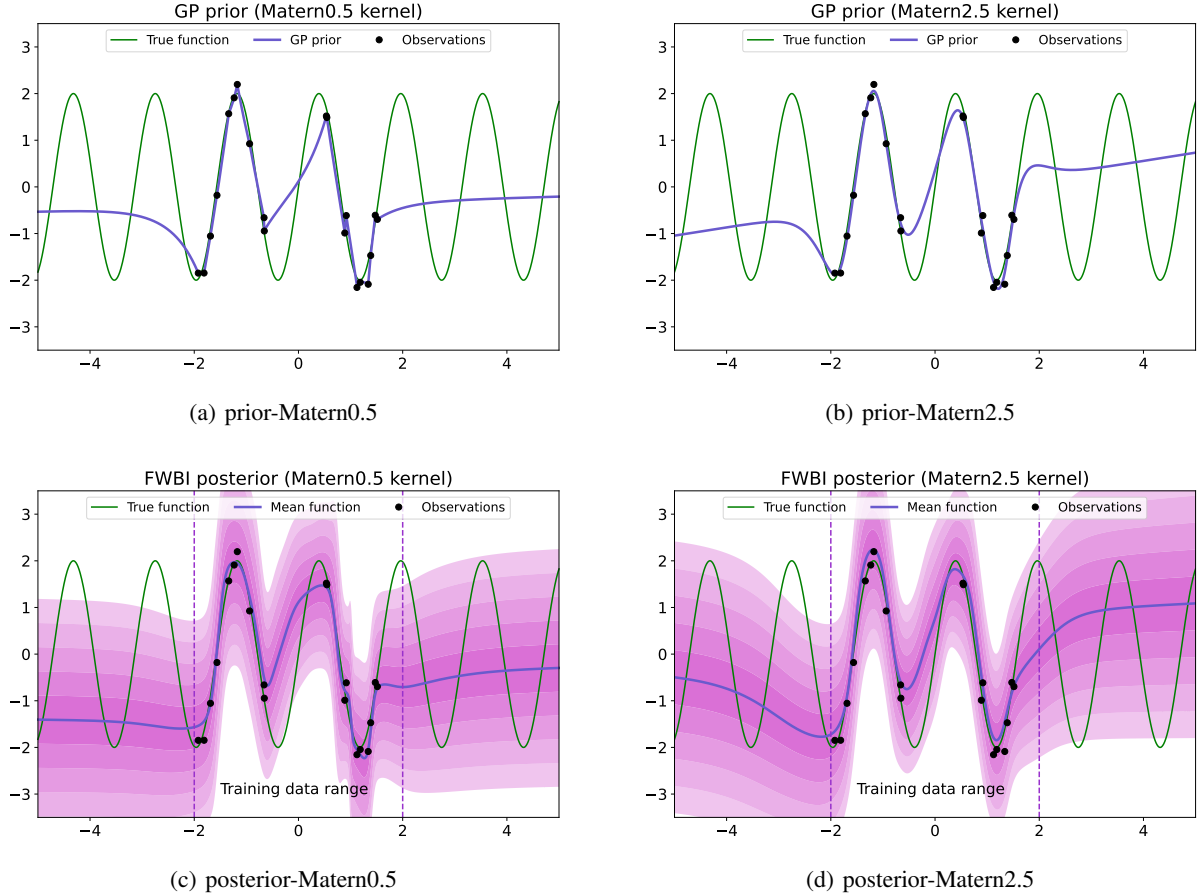 GP prior (Matern0.5 kernel)
True function GP prior Observations
3
2
1
0
−1
−2
−3
−4 −2 0 2 4
(a) prior-Matern0.5
GP prior (Matern2.5 kernel)
True function GP prior Observations
3
2
1
0
−1
−2
−3
−4 −2 0 2 4
(b) prior-Matern2.5
FWBI posterior (Matern0.5 kernel)
True function Mean function Observations
3
2
1
0
−1
−2
−3
Training data range
−4 −2 0 2 4
(c) posterior-Matern0.5
FWBI posterior (Matern2.5 kernel)
True function Mean function Observations
3
2
1
0
−1
−2
−3
Training data range
−4 −2 0 2 4
(d) posterior-Matern2.5